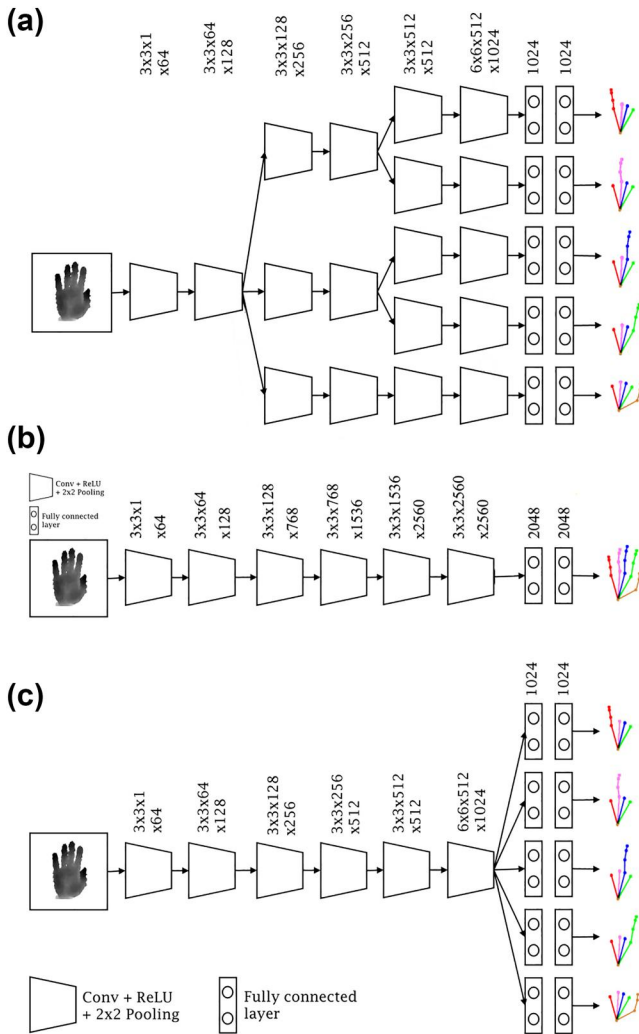 (a)
3x3x1
x64
3x3x64
x128
3x3x128
x256
3x3x256
x512
3x3x512
x512
6x6x512
x1024
1024
1024
(b)
Conv + ReLU
+ 2x2 Pooling
Fully connected
layer
3x3x1
x64
3x3x64
x128
3x3x128
x768
3x3x768
x1536
3x3x1536
x2560
3x3x2560
x2560
2048
2048
(c)
3x3x1
x64
3x3x64
x128
3x3x128
x256
3x3x256
x512
3x3x512
x512
6x6x512
x1024
1024
1024
Conv + ReLU
+ 2x2 Pooling
Fully connected
layer